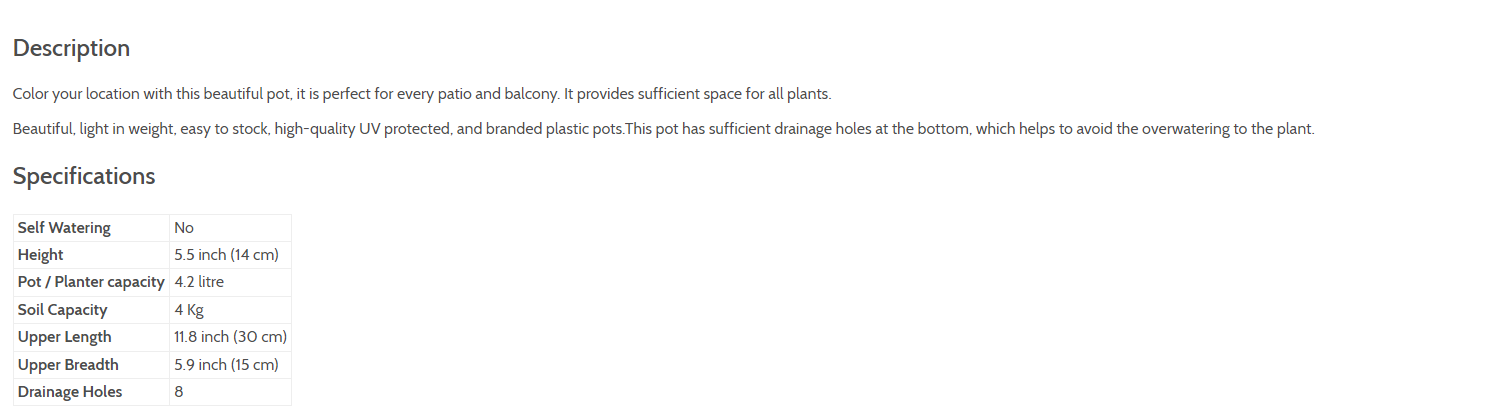 Description
Color your location with this beautiful pot, it is perfect for every patio and balcony. It provides sufficient space for all plants.
Beautiful, light in weight, easy to stock, high-quality UV protected, and branded plastic pots.This pot has sufficient drainage holes at the bottom, which helps to avoid the overwatering to the plant.
Specifications
Self Watering No
Height 5.5 inch (14 cm)
Pot / Planter capacity 4.2 litre
Soil Capacity 4 Kg
Upper Length 11.8 inch (30 cm)
Upper Breadth 5.9 inch (15 cm)
Drainage Holes 8